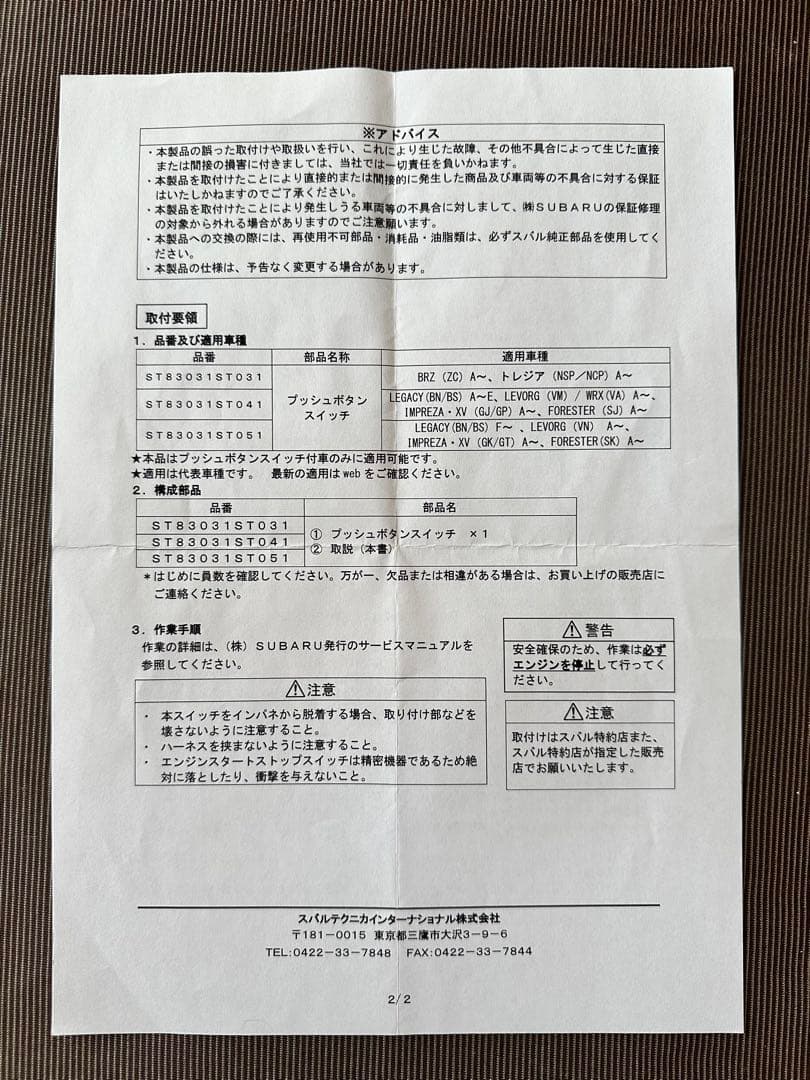 ※アドバイス
・本製品の誤った取付けや取扱いを行い、これにより生じた故障、その他不具合によって生じた直接
または間接の損害に付きましては、当社では一切責任を負いかねます。
・本製品を取付けたことにより直接的または間接的に発生した商品及び車両等の不具合に対する保証
はいたしかねますのでご了承ください。
・本製品を取付けたことにより発生しうる車両等の不具合に対しまして、㈱ＳＵＢＡＲＵの保証修理
の対象から外れる場合がありますのでご注意願います。
・本製品への交換の際には、再使用不可部品・消耗品・油脂類は、必ずスバル純正部品を使用してく
ださい。
・本製品の仕様は、予告なく変更する場合があります。
取付要領
１．品番及び適用車種
品番 部品名称 適用車種
ＳＴ８３０３１ＳＴ０３１ BRZ (ZC) A～、トレジア (NSP／NCP) A～
ＳＴ８３０３１ＳＴ０４１ プッシュボタン LEGACY(BN/BS) A～E、LEVORG (VM) / WRX(VA) A～、
スイッチ IMPREZA・XV (GJ/GP) A～、FORESTER (SJ) A～
ＳＴ８３０３１ＳＴ０５１ LEGACY(BN/BS) F～ 、LEVORG (VN) A～、
IMPREZA・XV (GK/GT) A～、FORESTER(SK) A～
★本品はプッシュボタンスイッチ付車のみに適用可能です。
★適用は代表車種です。 最新の適用は web をご確認ください。
２．構成部品
品番 部品名
ＳＴ８３０３１ＳＴ０３１ ① プッシュボタンスイッチ ×１
ＳＴ８３０３１ＳＴ０４１ ② 取説（本書）
ＳＴ８３０３１ＳＴ０５１
＊はじめに員数を確認してください。万が一、欠品または相違がある場合は、お買い上げの販売店に
ご連絡ください。
３．作業手順
作業の詳細は、（株）ＳＵＢＡＲＵ発行のサービスマニュアルを
参照してください。
⚠注意
・ 本スイッチをインパネから脱着する場合、取り付け部などを
壊さないように注意すること。
・ ハーネスを挟まないように注意すること。
・ エンジンスタートストップスイッチは精密機器であるため絶
対に落としたり、衝撃を与えないこと。
⚠警告
安全確保のため、作業は必ず
エンジンを停止して行ってく
ださい。
⚠注意
取付けはスバル特約店また、
スバル特約店が指定した販売
店でお願いいたします。
スバルテクニカインターナショナル株式会社
〒181－0015 東京都三鷹市大沢3－9－6
TEL:0422－33－7848 FAX:0422－33－7844
2/2